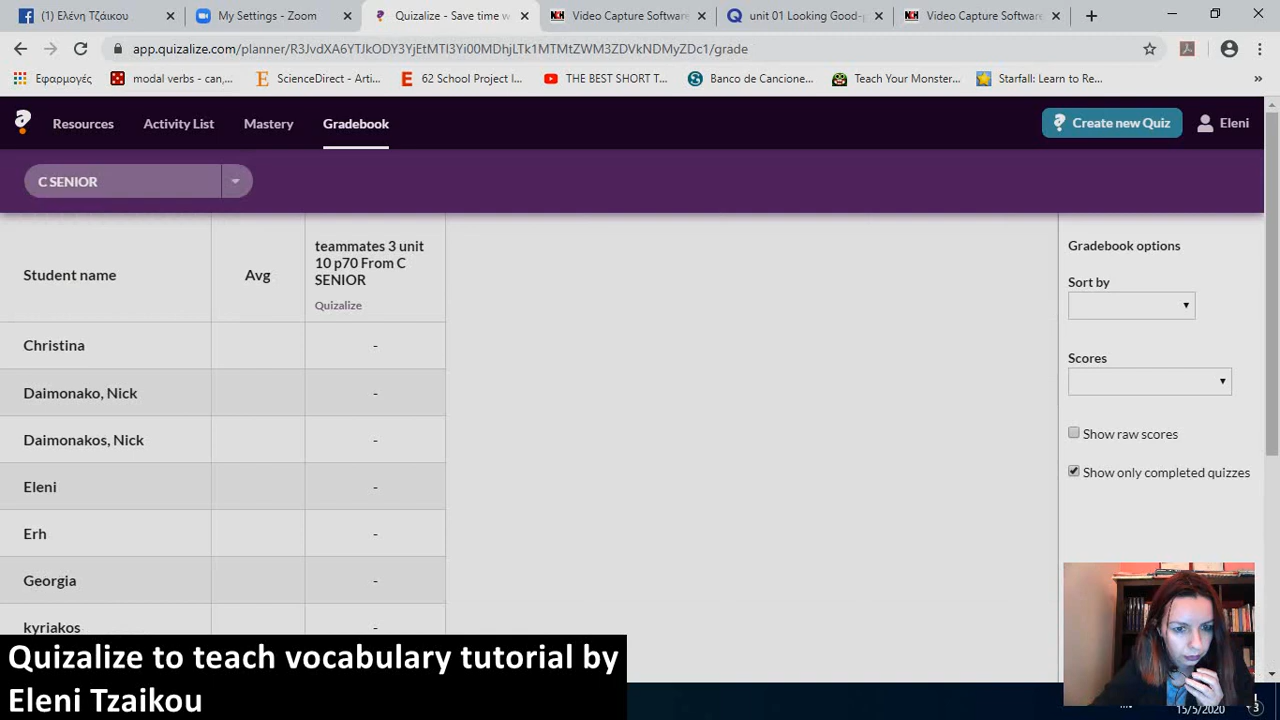 (1) Ελένη Τζάικου
My Settings - Zoom
Quizalize - Save time w
Video Capture Software
unit 01 Looking Good-
Video Capture Software
app.quizalize.com/planner/R3JvdXA6YTJkODY3YjEtMTI3Yi00MDhjLTk1MTMtZWM3ZDVkNDMyZDc1/grade
Εφαρμογές
modal verbs - can,...
ScienceDirect - Arti...
62 School Project I...
THE BEST SHORT T...
Banco de Cancione...
Teach Your Monster...
Starfall: Learn to Re...
Resources
Activity List
Mastery
Gradebook
Create new Quiz
Eleni
C SENIOR
Student name
Avg
teammates 3 unit
10 p70 From C
SENIOR
Quizalize
Christina
-
Daimonako, Nick
-
Daimonakos, Nick
-
Eleni
-
Erh
-
Georgia
-
kyriakos
-
Gradebook options
Sort by
Scores
Show raw scores
Show only completed quizzes
Quizalize to teach vocabulary tutorial by
Eleni Tzaikou
15/5/2020
3